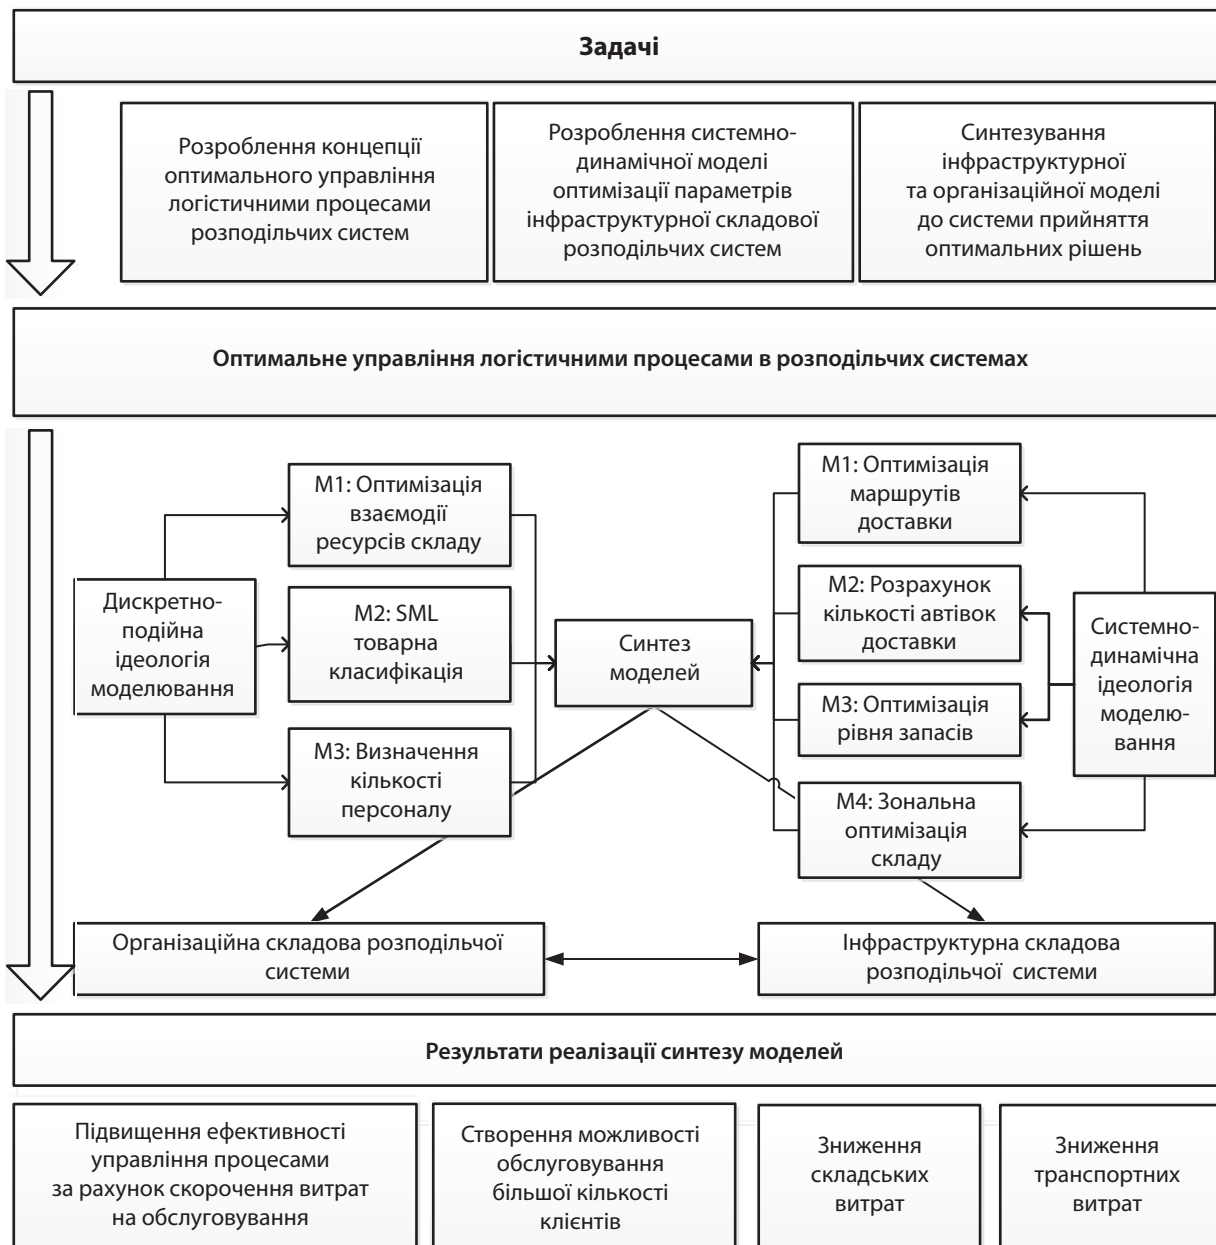 Задачі
Розроблення концепції
оптимального управління
логістичними процесами
розподільчих систем
Розроблення системно-
динамічної моделі
оптимізації параметрів
інфраструктурної складової
розподільчих систем
Синтезування
інфраструктурної
та організаційної моделі
до системи прийняття
оптимальних рішень
Оптимальне управління логістичними процесами в розподільчих системах
Дискретно-
подійна
ідеологія
моделювання
М1: Оптимізація
взаємодії
ресурсів складу
М2: SML
товарна
класифікація
М3: Визначення
кількості
персоналу
Синтез
моделей
М1: Оптимізація
маршрутів
доставки
М2: Розрахунок
кількості автівок
доставки
М3: Оптимізація
рівня запасів
М4: Зональна
оптимізація
складу
Системно-
динамічна
ідеологія
моделю-
вання
Організаційна складова розподільчої
системи
Інфраструктурна складова
розподільчої системи
Результати реалізації синтезу моделей
Підвищення ефективності
управління процесами
за рахунок скорочення витрат
на обслуговування
Створення можливості
обслуговування
більшої кількості
клієнтів
Зниження
складських
витрат
Зниження
транспортних
витрат